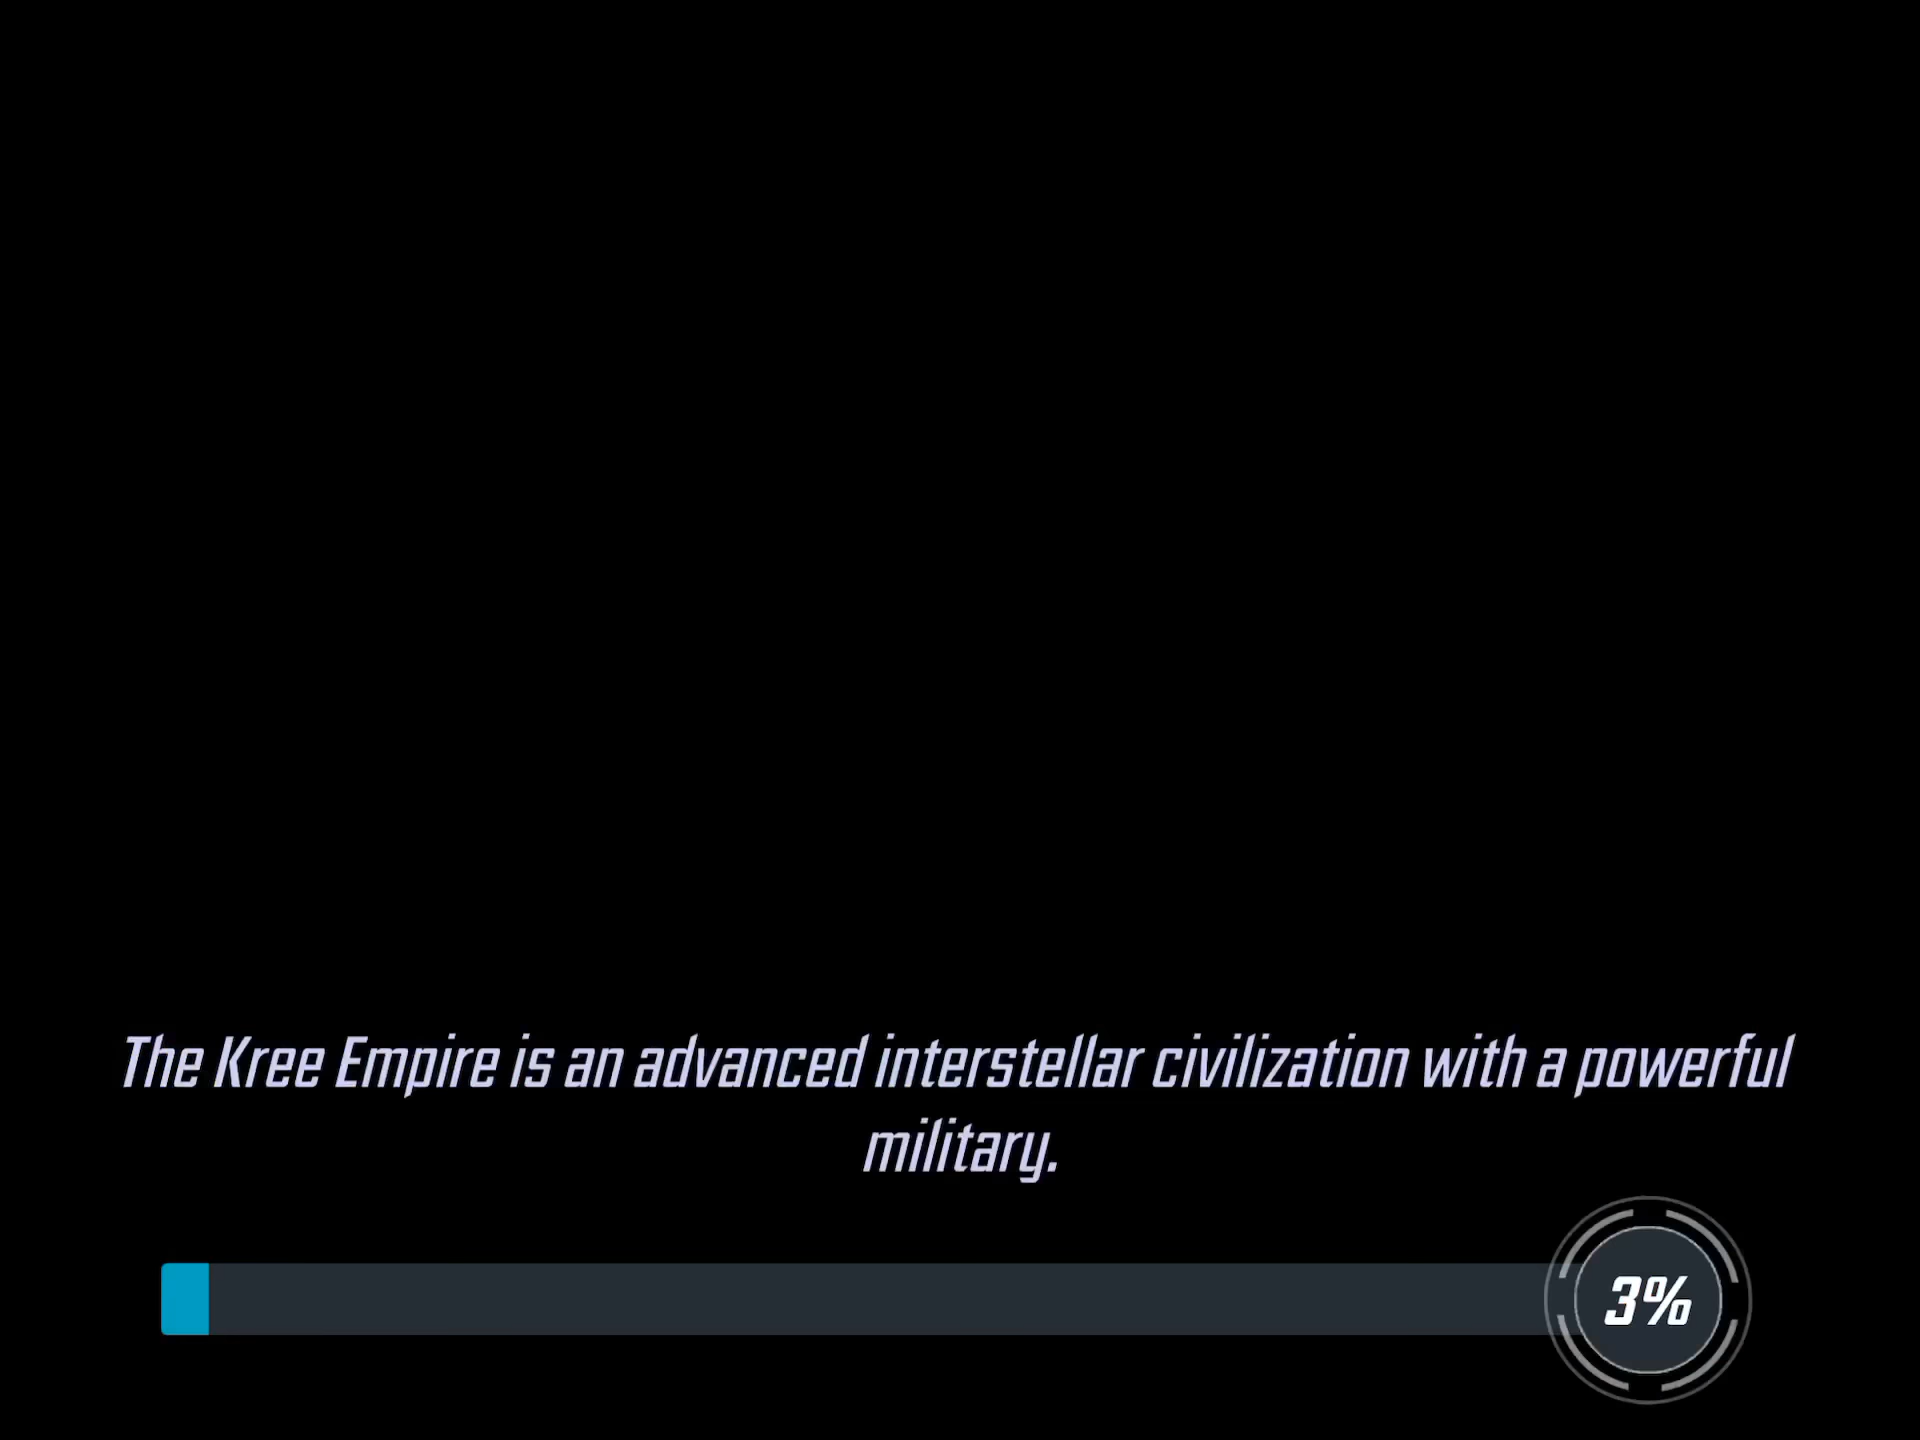 The Kree Empire is an advanced interstellar civilization with a powerful
military.
3%